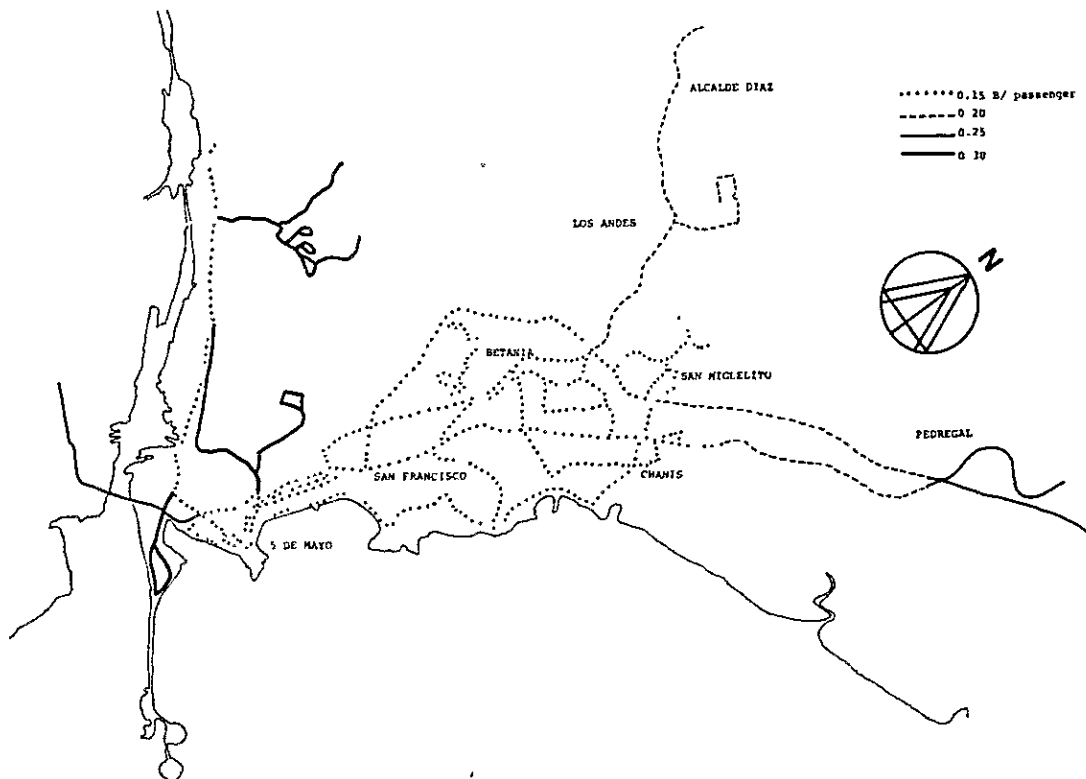 ALCALDE DIAZ
0.15 B/ passenger
0 20
0.25
0 30
LOS ANDES
N
BETANIA
SAN MIGLELITO
PEDREGAL
SAN FRANCISCO
CHANIS
5 DE MAYO